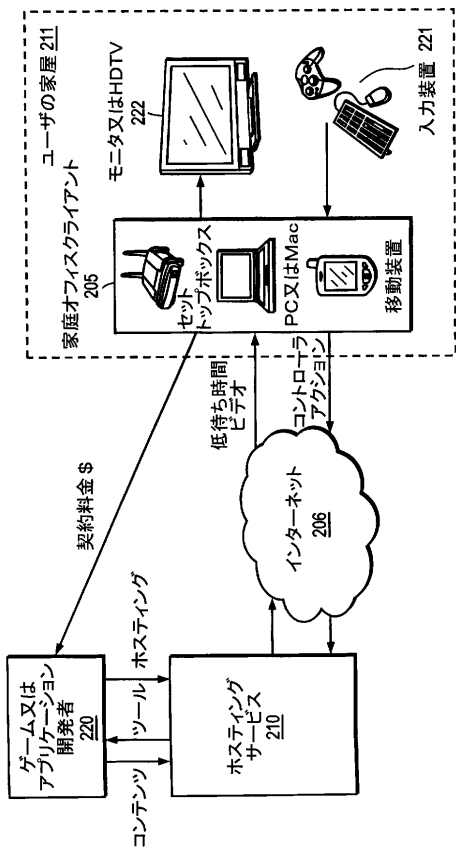 ユーザの家屋 211
家庭オフィスクライアント
205
モニタ又はHDTV
222
入力装置
221
セット
トップボックス
PC又はMac
移動装置
低待ち時間
ビデオ
コントローラ
アクション
インターネット
206
契約料金$
ゲーム又は
アプリケーション
開発者
220
コンテンツ
ツール
ホスティング
ホスティング
サービス
210